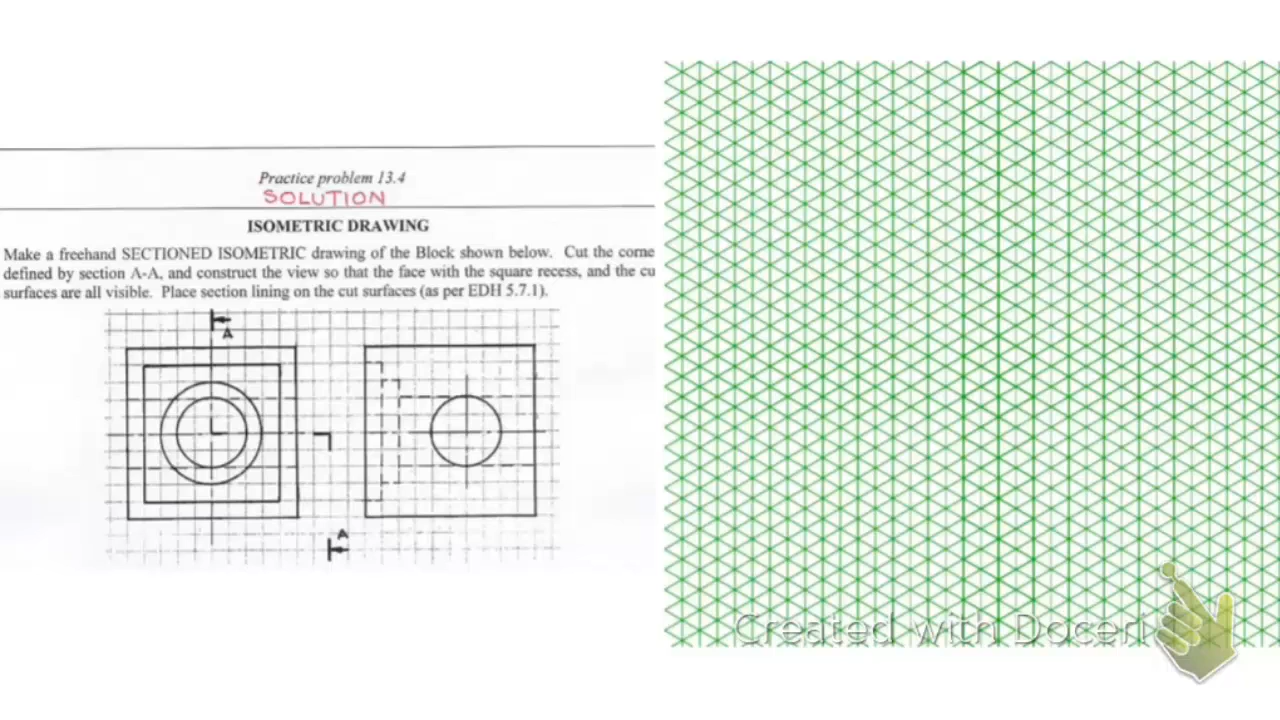 Practice problem 13.4
SOLUTION
ISOMETRIC DRAWING
Make a freehand SECTIONED ISOMETRIC drawing of the Block shown below. Cut the corne
defined by section A-A, and construct the view so that the face with the square recess, and the cu
surfaces are all visible. Place section lining on the cut surfaces (as per EDH 5.7.1).
A
A
Created with Doceri